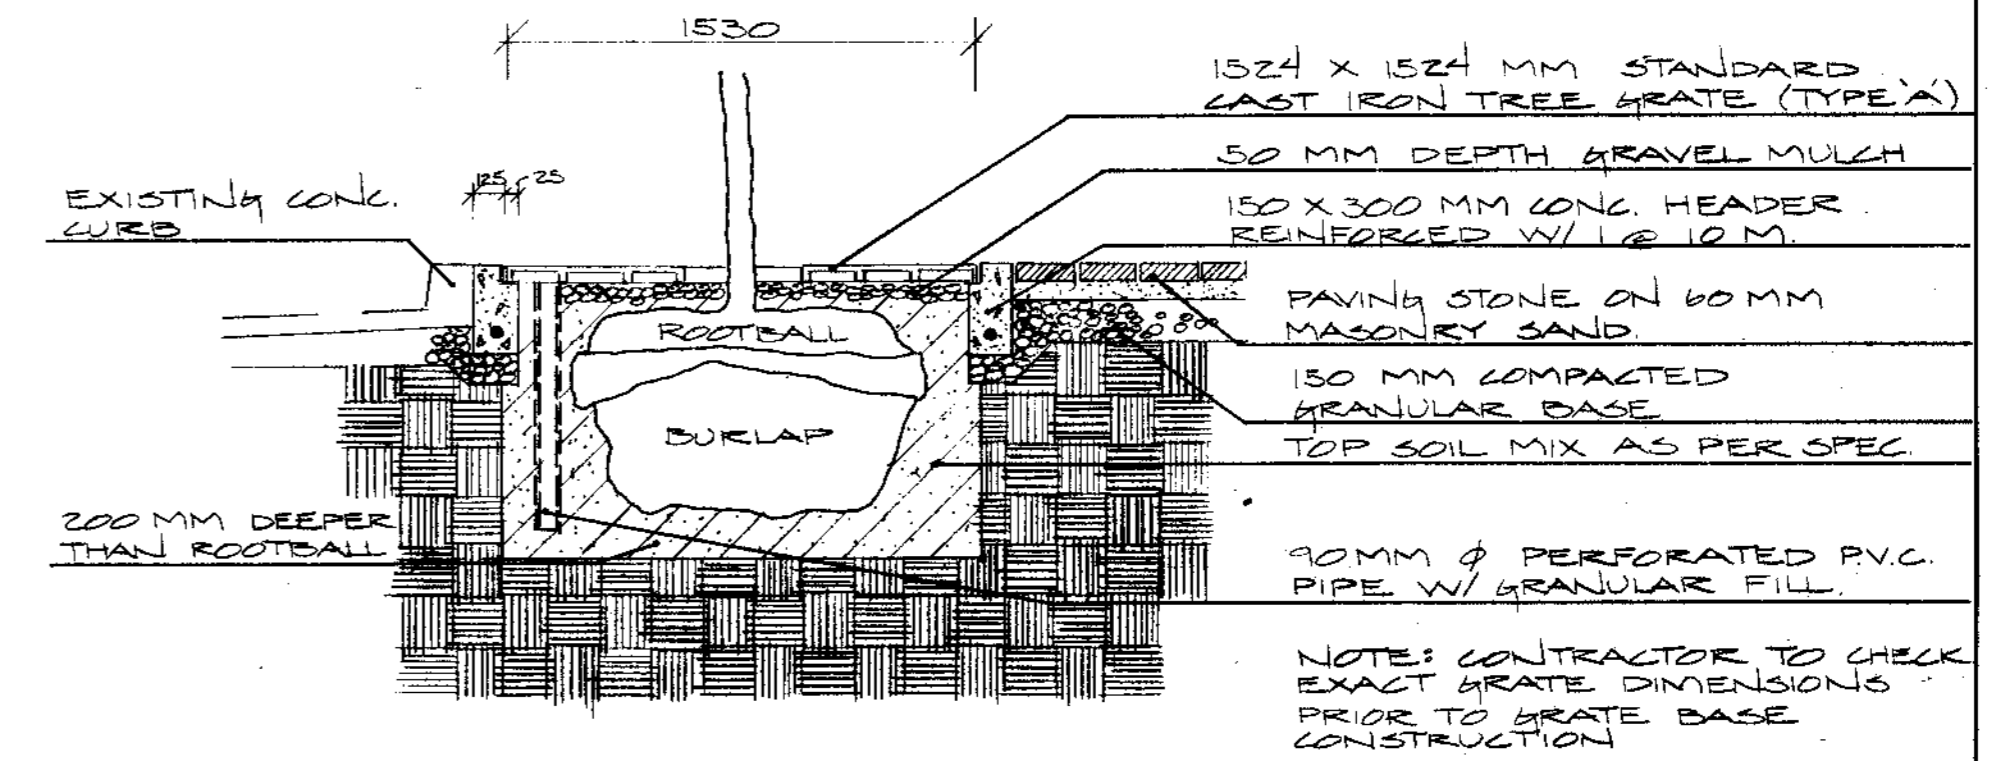 1530
1524 X 1524 MM STANDARD
CAST IRON TREE GRATE (TYPE 'A')
50 MM DEPTH GRAVEL MULCH
125 25
EXISTING CONC.
CURB
150 X 300 MM CONC. HEADER
REINFORCED W/ 1 @ 10 M.
PAVING STONE ON 60 MM
MASONRY SAND.
ROOTBALL
150 MM COMPACTED
GRANULAR BASE
BURLAP
TOP SOIL MIX AS PER SPEC.
200 MM DEEPER
THAN ROOTBALL
90 MM Ø PERFORATED P.V.C.
PIPE W/ GRANULAR FILL.
NOTE: CONTRACTOR TO CHECK
EXACT GRATE DIMENSIONS
PRIOR TO GRATE BASE
CONSTRUCTION